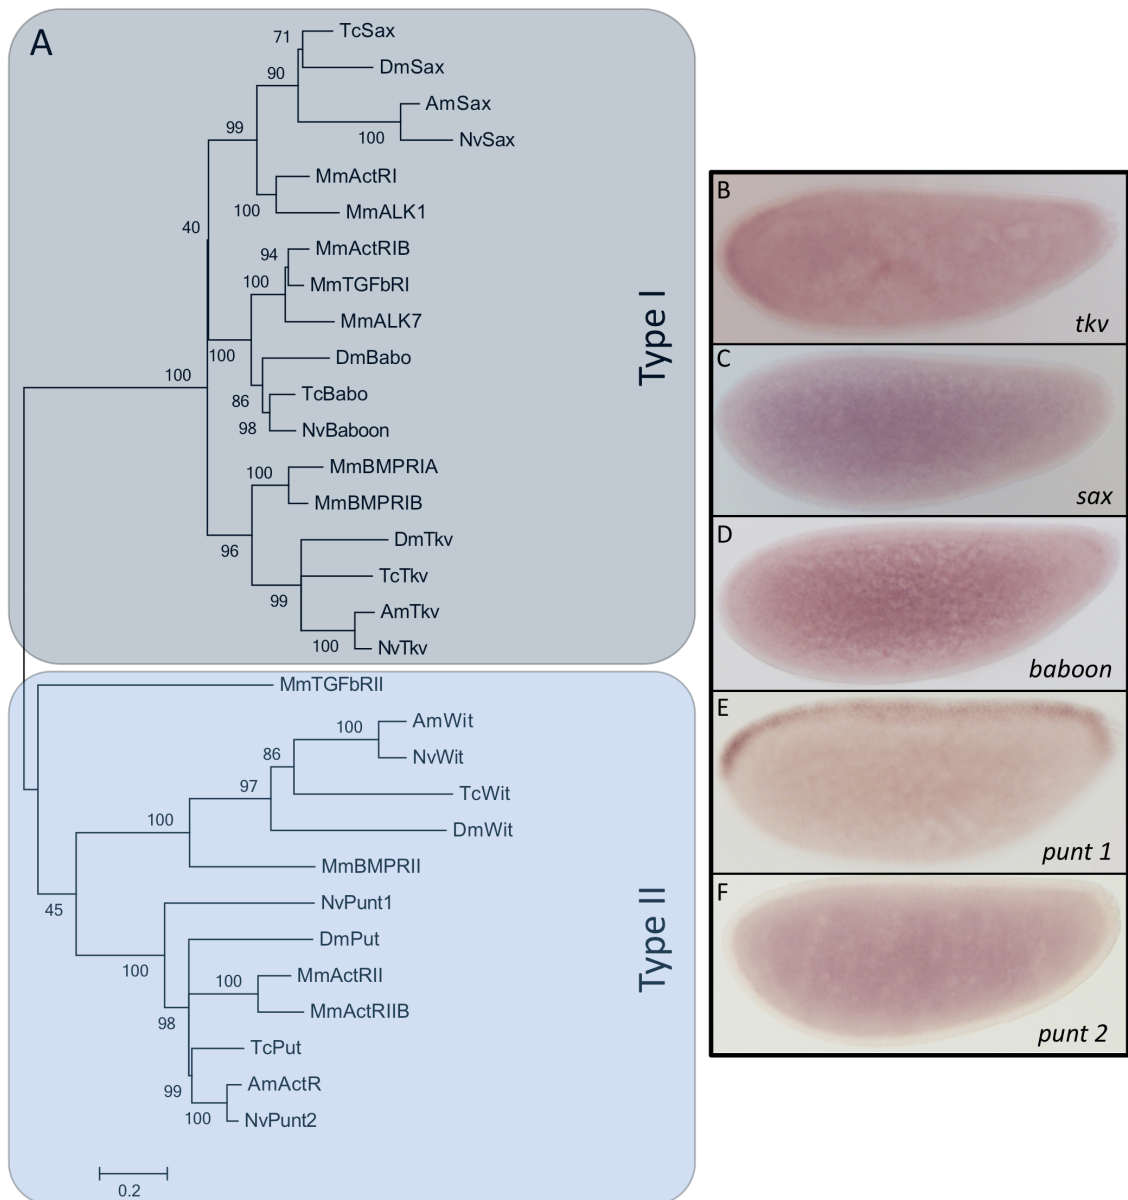 A
71
TcSax
DmSax
90
AmSax
99
100
NvSax
MmActRI
100
MmALK1
40
94
MmActRIB
100
MmTGFbRI
MmALK7
100
DmBabo
100
86
TcBabo
98
NvBaboon
100
MmBMPRIA
MmBMPRIB
96
DmTkv
TcTkv
99
AmTkv
100
NvTkv
Type I
MmTGFbRII
100
AmWit
86
NvWit
97
TcWit
100
DmWit
MmBMPRII
45
NvPunt1
DmPut
100
100
MmActRII
MmActRIIB
98
TcPut
99
AmActR
100
NvPunt2
Type II
0.2
B
tkv
C
sax
D
baboon
E
punt 1
F
punt 2